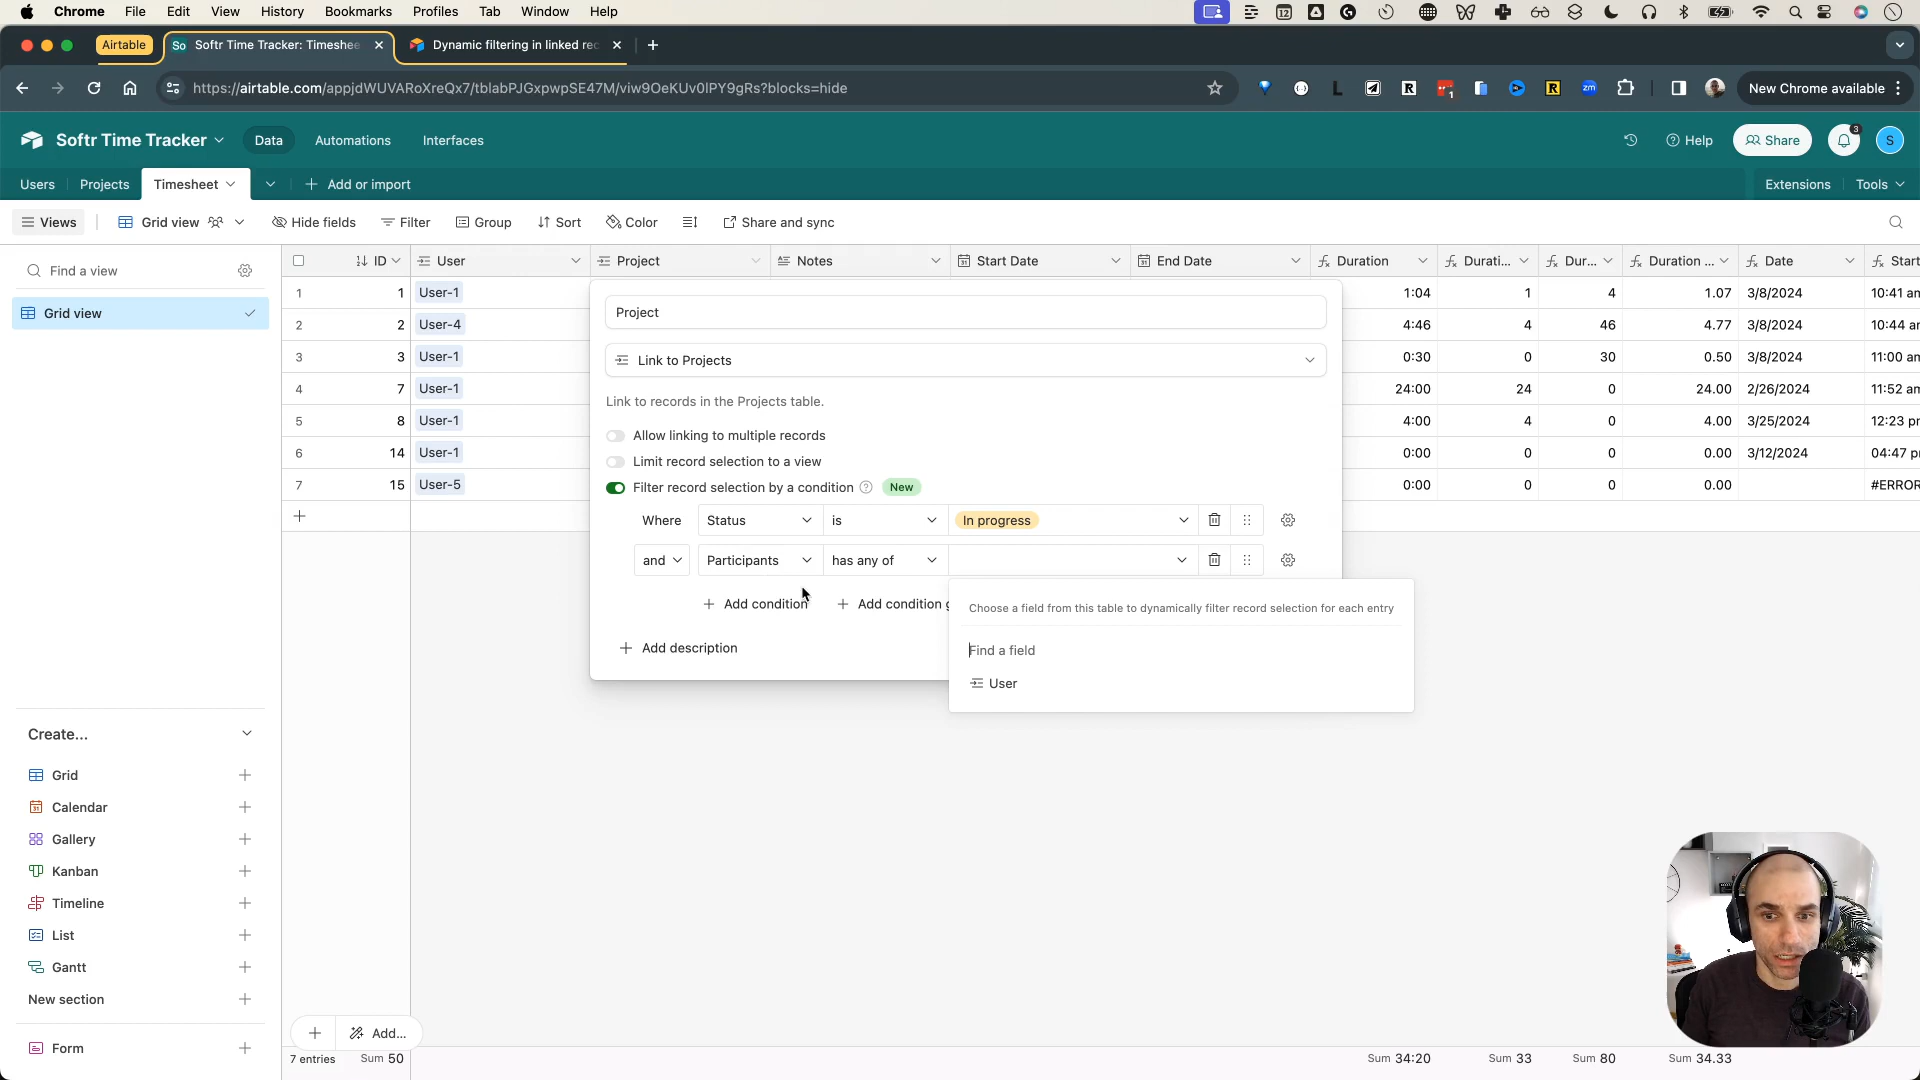 Chrome File Edit View History Bookmarks Profiles Tab Window Help
12
Airtable So Softr Time Tracker: Timeshee Dynamic filtering in linked rec
https://airtable.com/appjdWUVARoXreQx7/tblabPJGxpwpSE47M/viw9OeKUv0lPY9gRs?blocks=hide L R 1 R zm New Chrome available
Softr Time Tracker Data Automations Interfaces Help Share 3 S
Users Projects Timesheet Add or import Extensions Tools
Views Grid view Hide fields Filter Group Sort Color Share and sync
Find a view
Grid view
ID User Project Notes Start Date End Date Duration Durati... Dur... Duration ... Date Start
1 1 User-1 1:04 1 4 1.07 3/8/2024 10:41 am
2 2 User-4 4:46 4 46 4.77 3/8/2024 10:44 am
3 3 User-1 0:30 0 30 0.50 3/8/2024 11:00 am
4 7 User-1 24:00 24 0 24.00 2/26/2024 11:52 am
5 8 User-1 4:00 4 0 4.00 3/25/2024 12:23 pm
6 14 User-1 0:00 0 0 0.00 3/12/2024 04:47 pm
7 15 User-5 0:00 0 0 0.00 #ERROR
Project
Link to Projects
Link to records in the Projects table.
Allow linking to multiple records
Limit record selection to a view
Filter record selection by a condition New
Where Status is In progress
and Participants has any of
Add condition Add condition g
Add description
Choose a field from this table to dynamically filter record selection for each entry
Find a field
User
Create...
Grid
Calendar
Gallery
Kanban
Timeline
List
Gantt
New section
Form
Add...
7 entries Sum 50 Sum 34:20 Sum 33 Sum 80 Sum 34.33